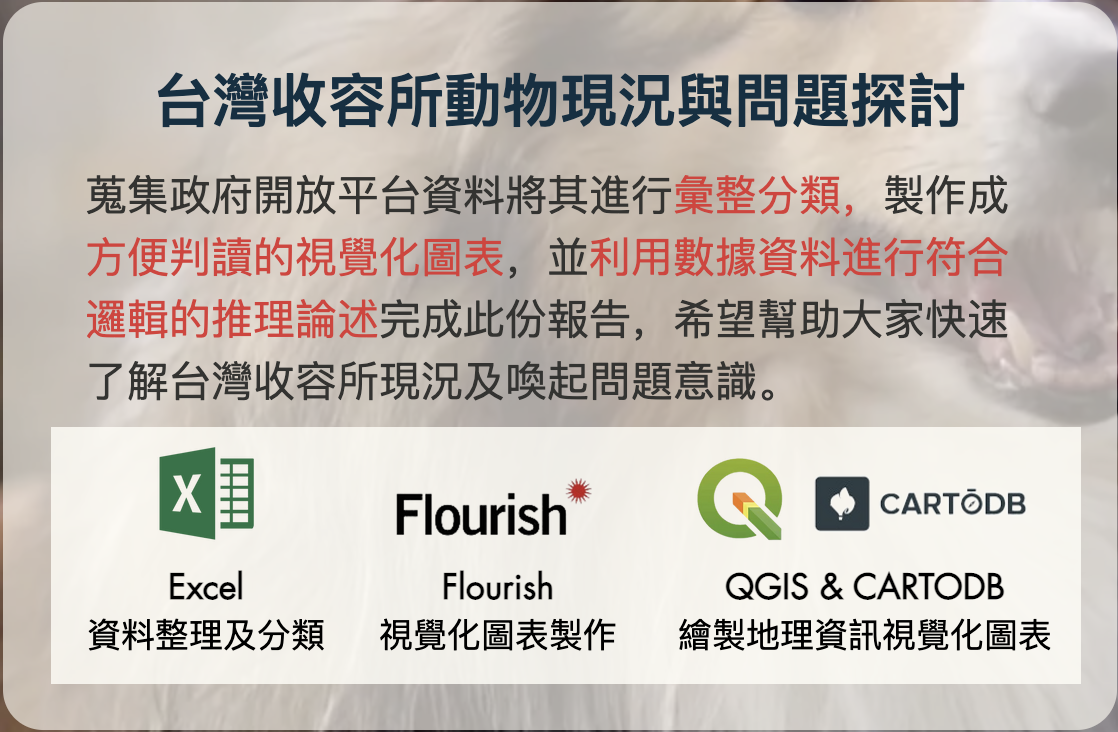 台灣收容所動物現況與問題探討
蒐集政府開放平台資料將其進行彙整分類，製作成
方便判讀的視覺化圖表，並利用數據資料進行符合
邏輯的推理論述完成此份報告，希望幫助大家快速
了解台灣收容所現況及喚起問題意識。
X
Flourish
CARTŌDB
Excel
資料整理及分類
Flourish
視覺化圖表製作
QGIS & CARTODB
繪製地理資訊視覺化圖表